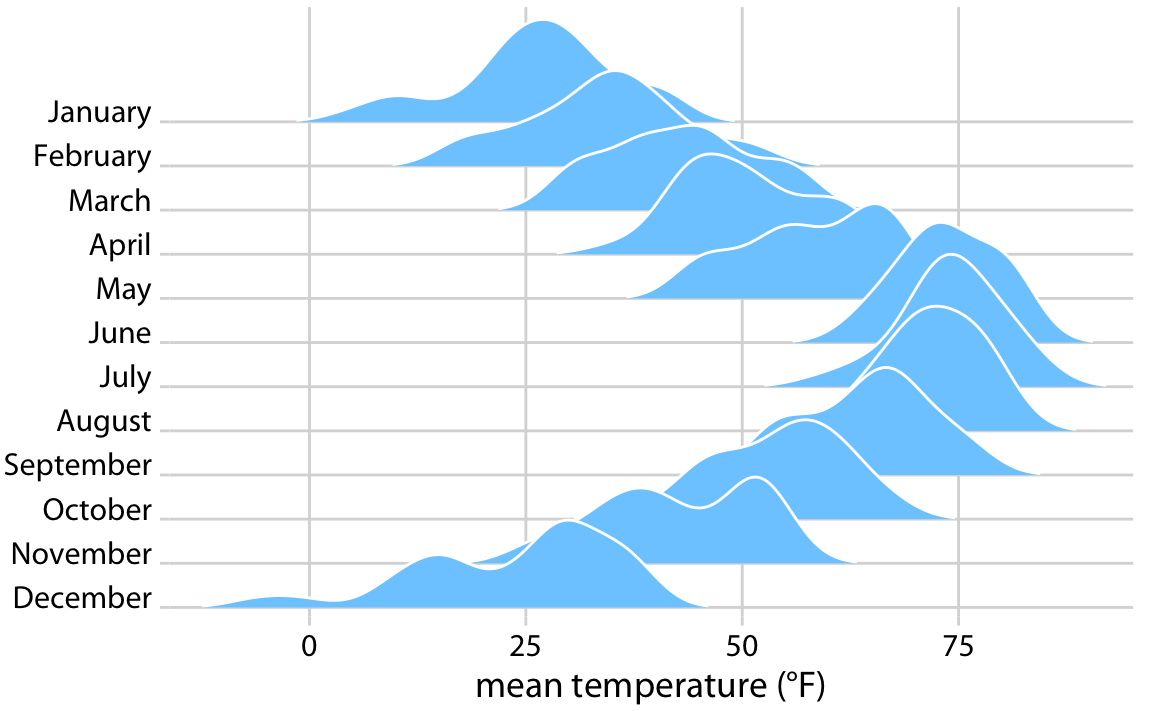 January
February
March
April
May
June
July
August
September
October
November
December
0 25 50 75
mean temperature (°F)